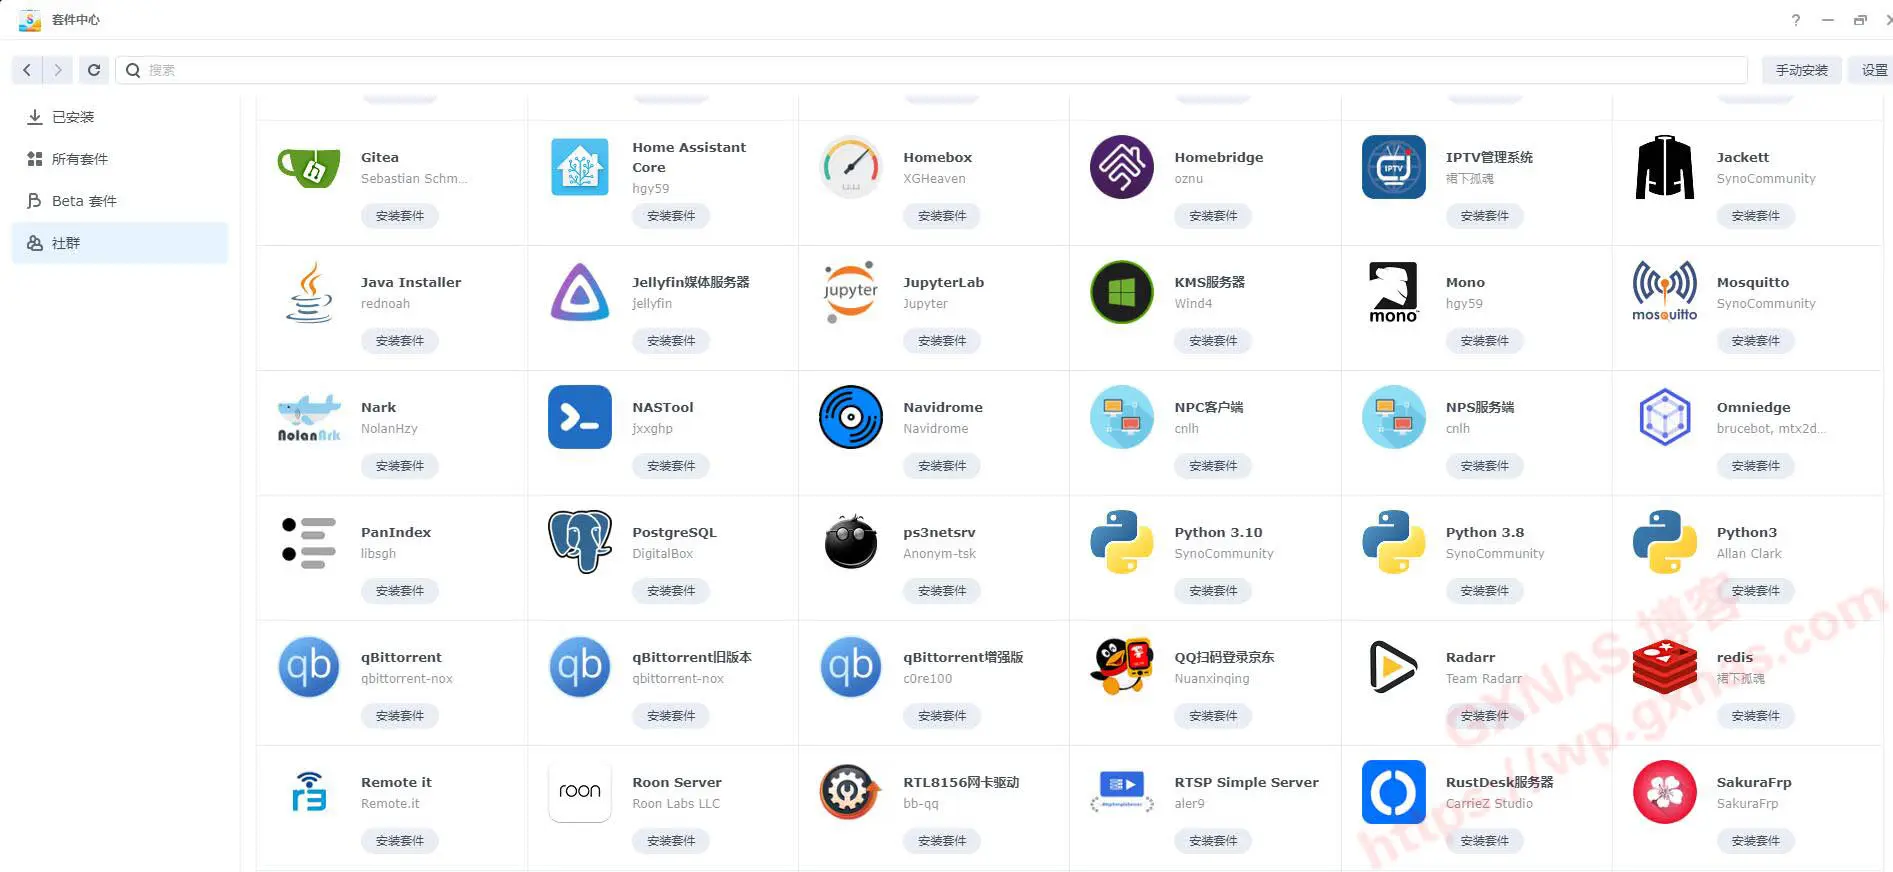 套件中心
搜索
手动安装
设置
已安装
所有套件
Beta 套件
社群
Gitea
Sebastian Schm...
安装套件
Home Assistant
Core
hgy59
安装套件
Homebox
XGHeaven
安装套件
Homebridge
oznu
安装套件
IPTV
IPTV管理系统
裙下孤魂
安装套件
Jackett
SynoCommunity
安装套件
Java Installer
rednoah
安装套件
Jellyfin媒体服务器
jellyfin
安装套件
jupyter
JupyterLab
Jupyter
安装套件
KMS服务器
Wind4
安装套件
mono
Mono
hgy59
安装套件
mosquitto
Mosquitto
SynoCommunity
安装套件
NolanArk
Nark
NolanHzy
安装套件
NASTool
jxxghp
安装套件
Navidrome
Navidrome
安装套件
NPC客户端
cnlh
安装套件
NPS服务端
cnlh
安装套件
Omniedge
brucebot, mtx2d...
安装套件
PanIndex
libsgh
安装套件
PostgreSQL
DigitalBox
安装套件
ps3netsrv
Anonym-tsk
安装套件
Python 3.10
SynoCommunity
安装套件
Python 3.8
SynoCommunity
安装套件
Python3
Allan Clark
安装套件
qb
qBittorrent
qbittorrent-nox
安装套件
qb
qBittorrent旧版本
qbittorrent-nox
安装套件
qb
qBittorrent增强版
c0re100
安装套件
QQ扫码登录京东
Nuanxinqing
安装套件
Radarr
Team Radarr
安装套件
redis
裙下孤魂
安装套件
r3
Remote it
Remote.it
安装套件
roon
Roon Server
Roon Labs LLC
安装套件
RTL8156网卡驱动
bb-qq
安装套件
RTSP Simple Server
aler9
安装套件
RustDesk服务器
CarrieZ Studio
安装套件
SakuraFrp
SakuraFrp
安装套件
GXNAS 博客
https://wp.gxnas.com